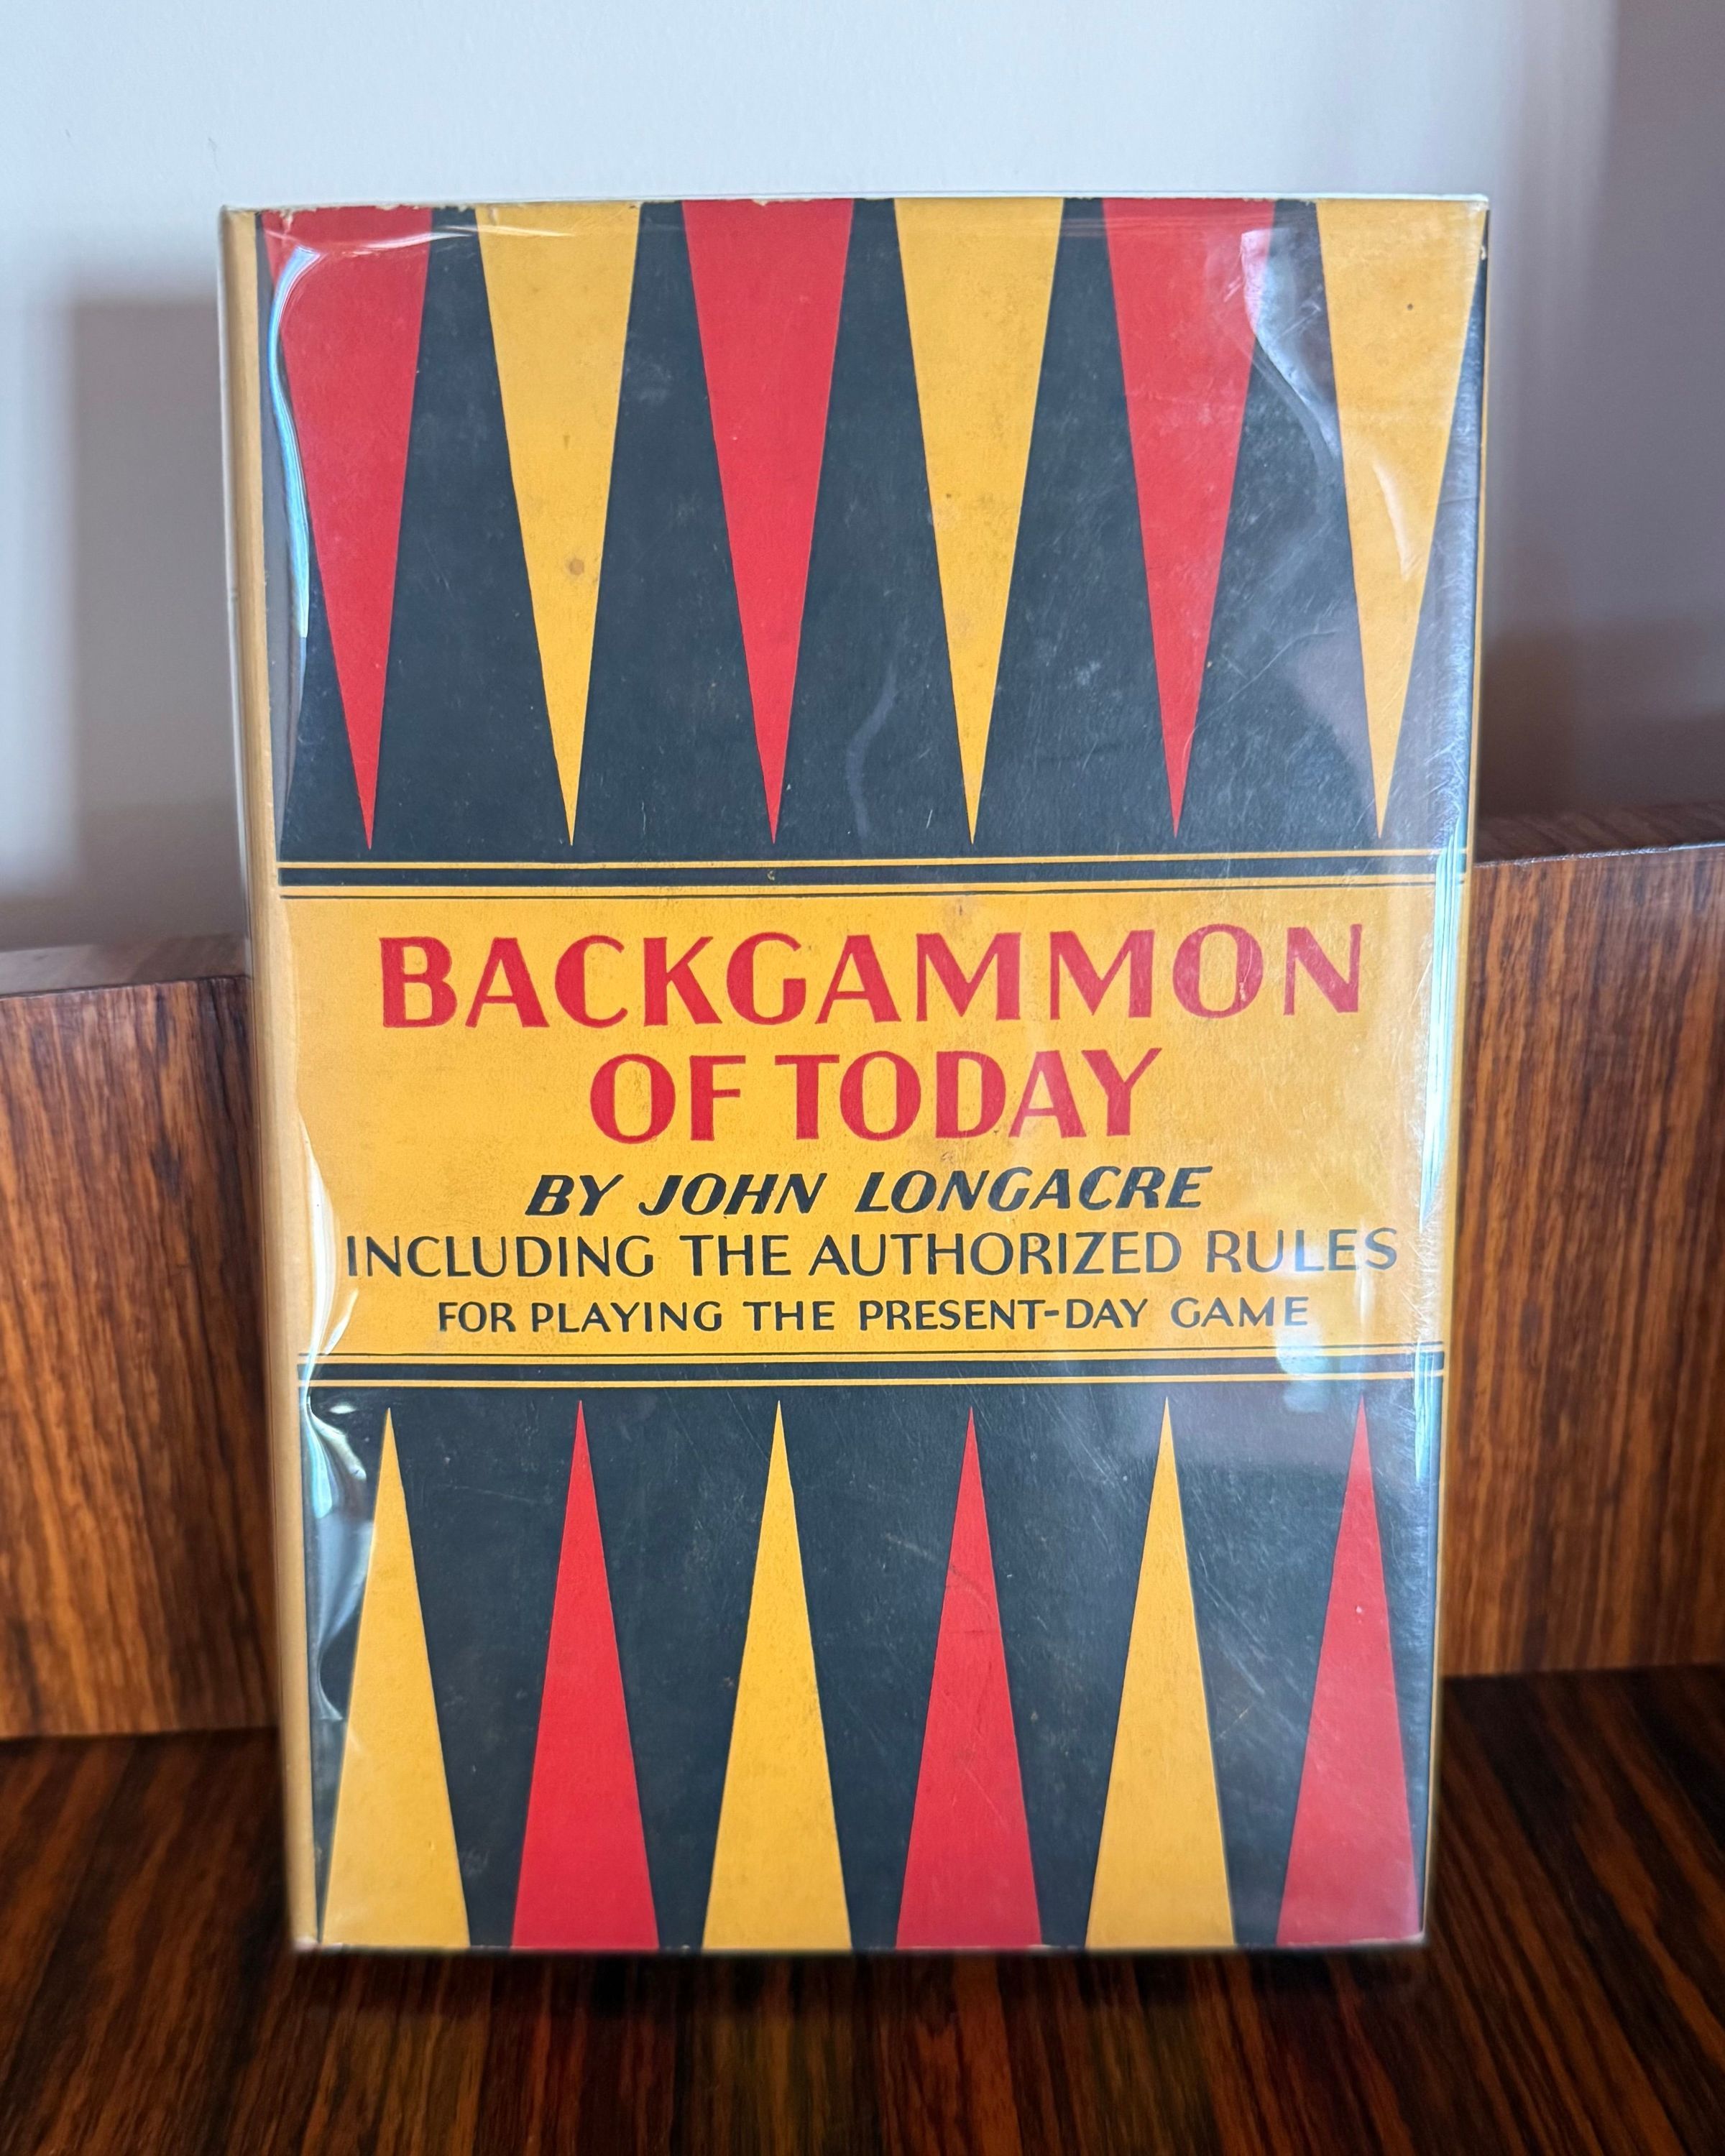 BACKGAMMON
OF TODAY
BY JOHN LONGACRE
INCLUDING THE AUTHORIZED RULES
FOR PLAYING THE PRESENT-DAY GAME